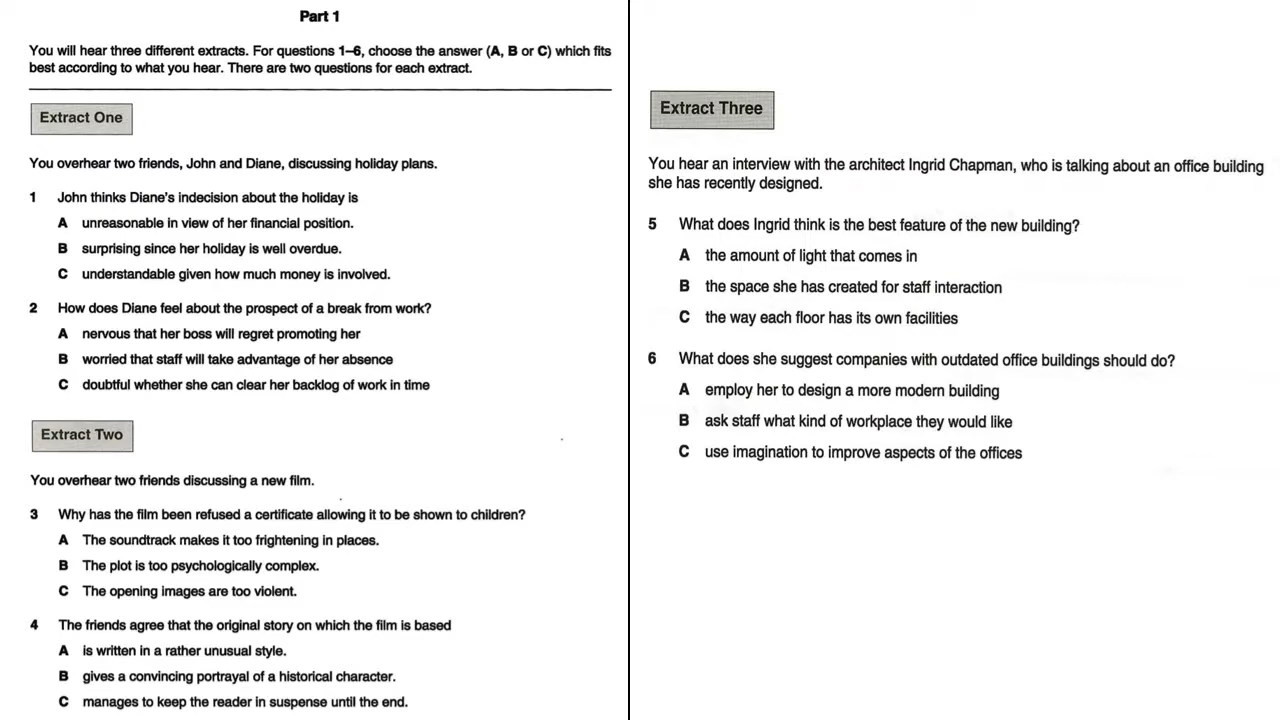 Part 1
You will hear three different extracts. For questions 1–6, choose the answer (A, B or C) which fits
best according to what you hear. There are two questions for each extract.
Extract One
You overhear two friends, John and Diane, discussing holiday plans.
1 John thinks Diane's indecision about the holiday is
A unreasonable in view of her financial position.
B surprising since her holiday is well overdue.
C understandable given how much money is involved.
2 How does Diane feel about the prospect of a break from work?
A nervous that her boss will regret promoting her
B worried that staff will take advantage of her absence
C doubtful whether she can clear her backlog of work in time
Extract Two
You overhear two friends discussing a new film.
3 Why has the film been refused a certificate allowing it to be shown to children?
A The soundtrack makes it too frightening in places.
B The plot is too psychologically complex.
C The opening images are too violent.
4 The friends agree that the original story on which the film is based
A is written in a rather unusual style.
B gives a convincing portrayal of a historical character.
C manages to keep the reader in suspense until the end.
Extract Three
You hear an interview with the architect Ingrid Chapman, who is talking about an office building
she has recently designed.
5 What does Ingrid think is the best feature of the new building?
A the amount of light that comes in
B the space she has created for staff interaction
C the way each floor has its own facilities
6 What does she suggest companies with outdated office buildings should do?
A employ her to design a more modern building
B ask staff what kind of workplace they would like
C use imagination to improve aspects of the offices